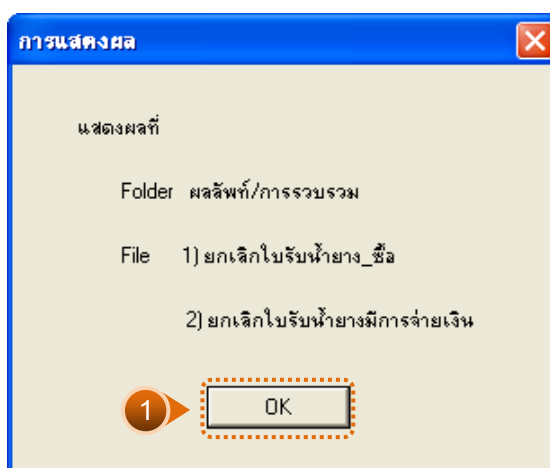 การแสดงผล
แสดงผลที่
Folder ผลลัพท์/การรวบรวม
File 1) ยกเลิกใบรับน้ำยาง_ซื้อ
2) ยกเลิกใบรับน้ำยางมีการจ่ายเงิน
1 OK